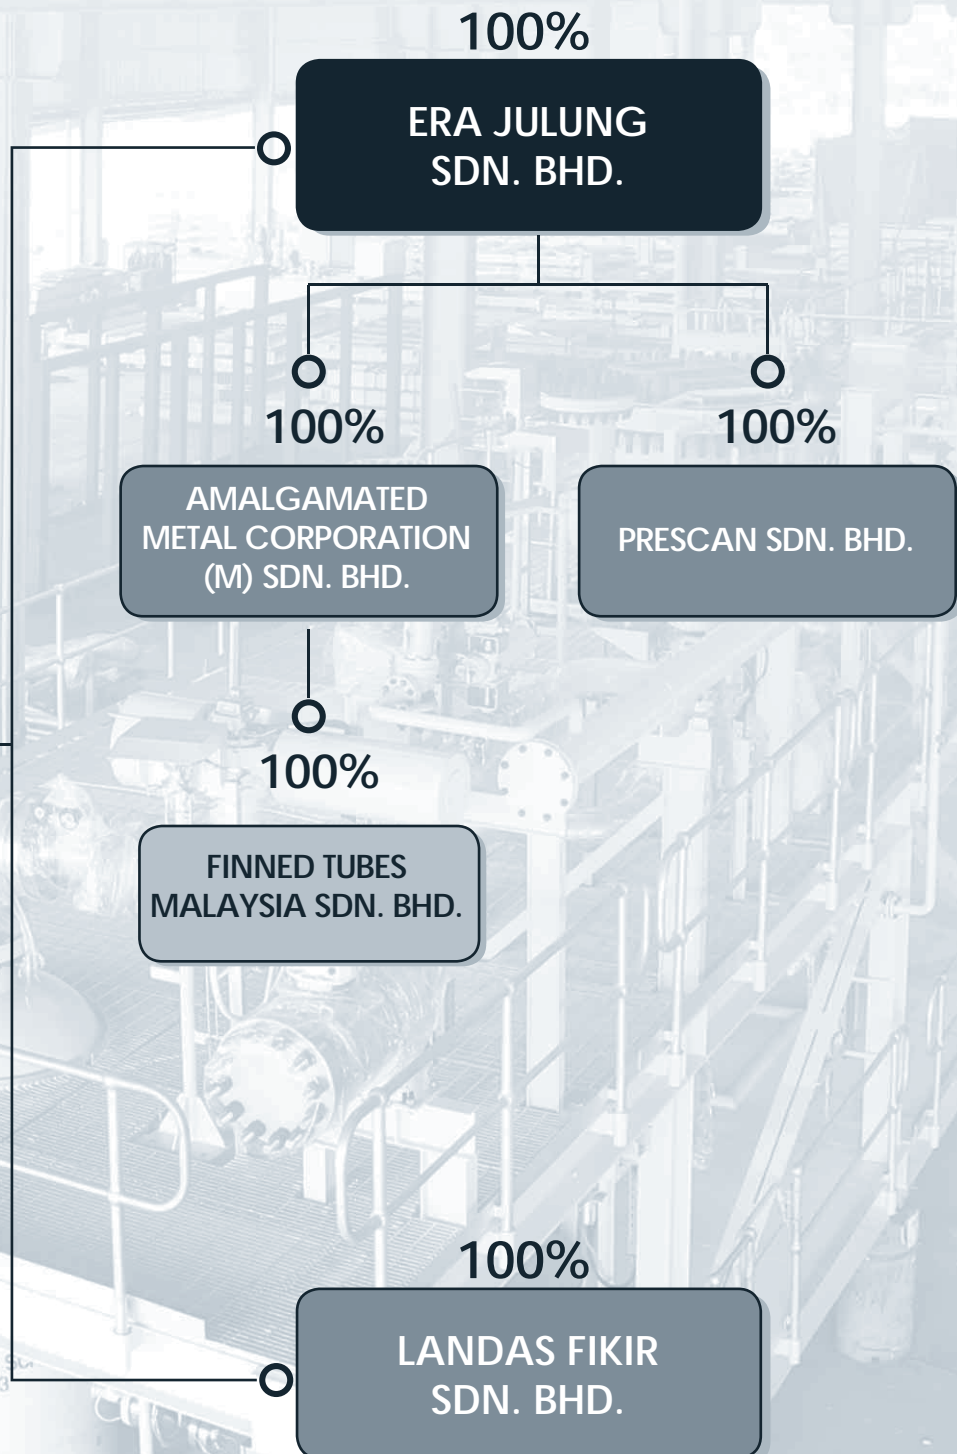 100%
ERA JULUNG
SDN. BHD.
100%
100%
AMALGAMATED
METAL CORPORATION
(M) SDN. BHD.
PRESCAN SDN. BHD.
100%
FINNED TUBES
MALAYSIA SDN. BHD.
100%
LANDAS FIKIR
SDN. BHD.